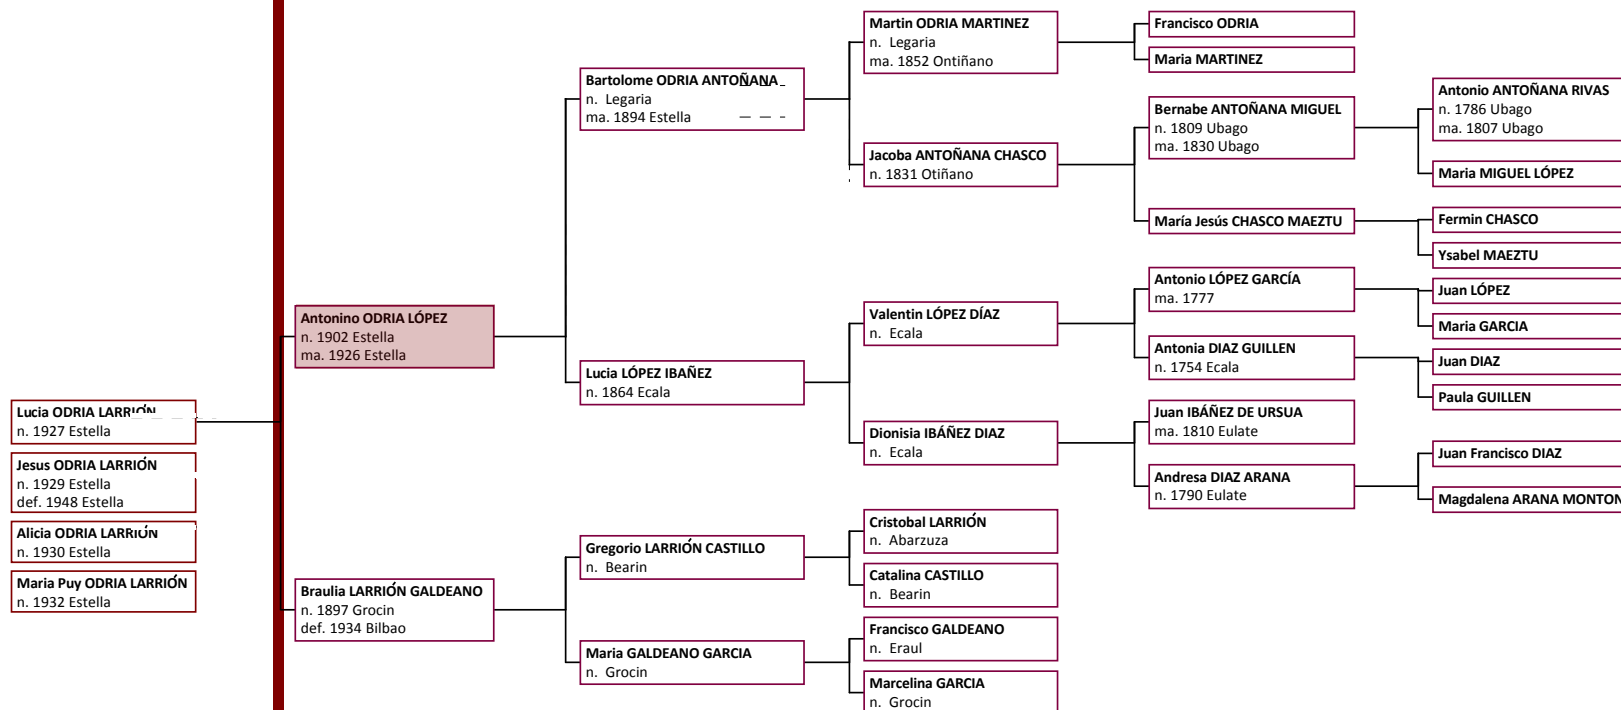 Lucia ODRIA LARRIÓN
n. 1927 Estella
Jesus ODRIA LARRIÓN
n. 1929 Estella
def. 1948 Estella
Alicia ODRIA LARRIÓN
n. 1930 Estella
Maria Puy ODRIA LARRIÓN
n. 1932 Estella
Antonino ODRIA LÓPEZ
n. 1902 Estella
ma. 1926 Estella
Braulia LARRIÓN GALDEANO
n. 1897 Grocin
def. 1934 Bilbao
Bartolome ODRIA ANTOÑANA
n. Legaria
ma. 1894 Estella
Lucia LÓPEZ IBAÑEZ
n. 1864 Ecala
Gregorio LARRIÓN CASTILLO
n. Bearin
Maria GALDEANO GARCIA
n. Grocin
Martin ODRIA MARTINEZ
n. Legaria
ma. 1852 Ontiñano
Jacoba ANTOÑANA CHASCO
n. 1831 Otiñano
Valentin LÓPEZ DÍAZ
n. Ecala
Dionisia IBÁÑEZ DIAZ
n. Ecala
Cristobal LARRIÓN
n. Abarzuza
Catalina CASTILLO
n. Bearin
Francisco GALDEANO
n. Eraul
Marcelina GARCIA
n. Grocin
Francisco ODRIA
Maria MARTINEZ
Bernabe ANTOÑANA MIGUEL
n. 1809 Ubago
ma. 1830 Ubago
María Jesús CHASCO MAEZTU
Antonio LÓPEZ GARCÍA
ma. 1777
Antonia DIAZ GUILLEN
n. 1754 Ecala
Juan IBÁÑEZ DE URSUA
ma. 1810 Eulate
Andresa DIAZ ARANA
n. 1790 Eulate
Antonio ANTOÑANA RIVAS
n. 1786 Ubago
ma. 1807 Ubago
Maria MIGUEL LÓPEZ
Fermin CHASCO
Ysabel MAEZTU
Juan LÓPEZ
Maria GARCIA
Juan DIAZ
Paula GUILLEN
Juan Francisco DIAZ
Magdalena ARANA MONTON